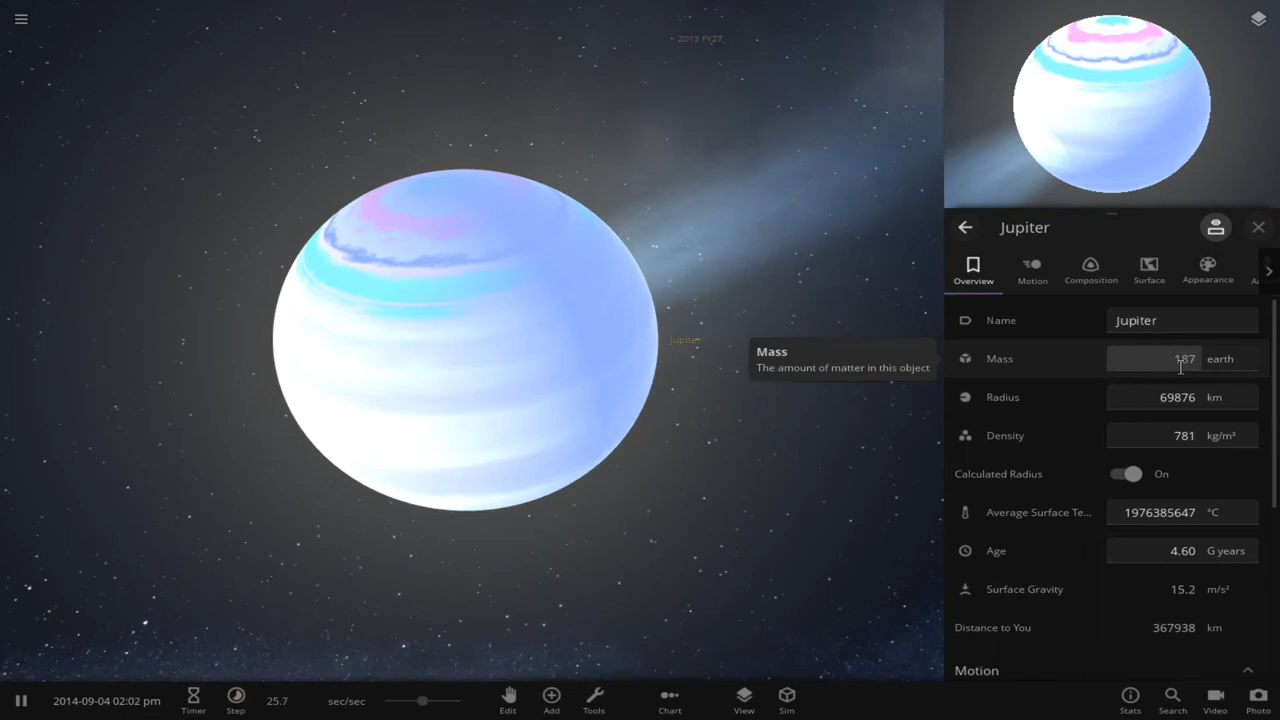 2013 FY27
Jupiter
Mass
The amount of matter in this object
Jupiter
Overview
Motion
Composition
Surface
Appearance
Name Jupiter
Mass 187 earth
Radius 69876 km
Density 781 kg/m³
Calculated Radius On
Average Surface Te... 1976385647 °C
Age 4.60 G years
Surface Gravity 15.2 m/s²
Distance to You 367938 km
Motion
2014-09-04 02:02 pm
Timer
Step
25.7 sec/sec
Edit
Add
Tools
Chart
View
Sim
Stats
Search
Video
Photo